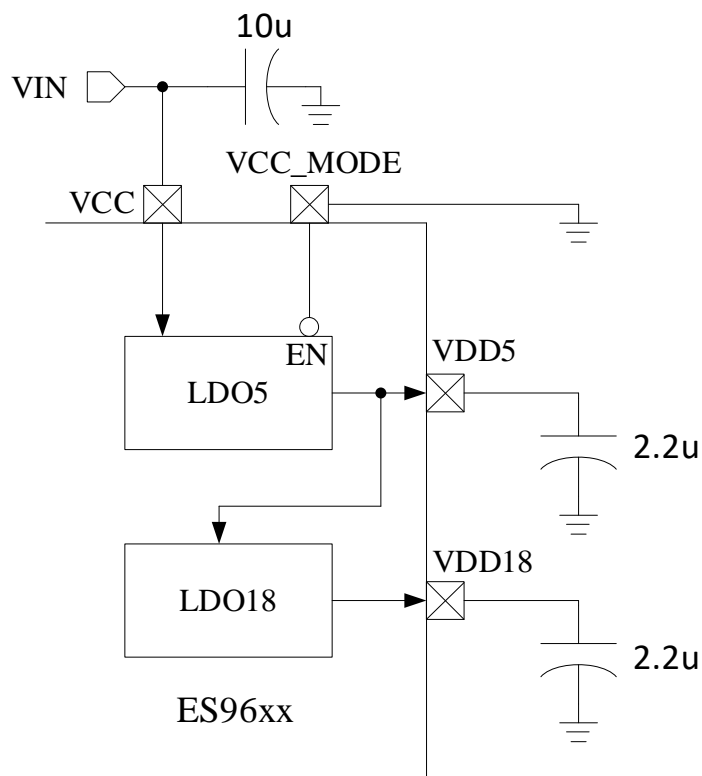 10u
VIN
VCC_MODE
VCC
EN
LDO5
VDD5
2.2u
LDO18
VDD18
2.2u
ES96xx